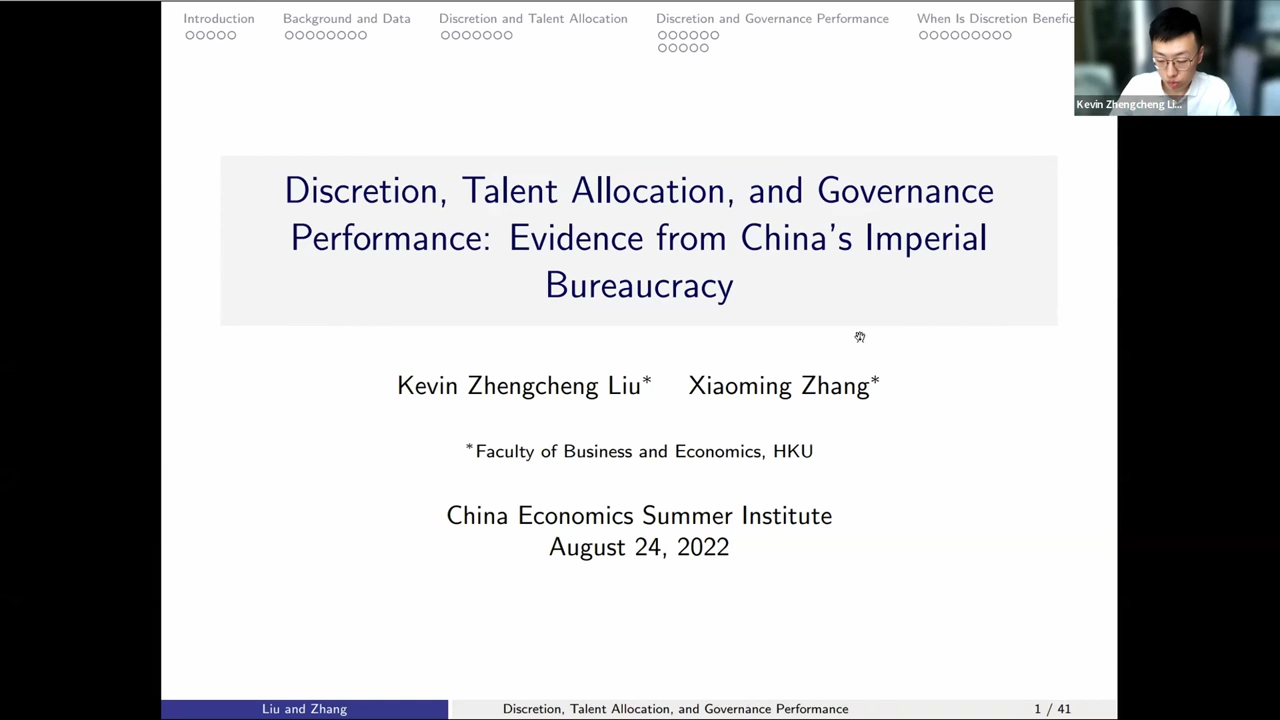 Introduction Background and Data Discretion and Talent Allocation Discretion and Governance Performance When Is Discretion Benefic
Kevin Zhengcheng Li...
Discretion, Talent Allocation, and Governance
Performance: Evidence from China's Imperial
Bureaucracy
Kevin Zhengcheng Liu* Xiaoming Zhang*
*Faculty of Business and Economics, HKU
China Economics Summer Institute
August 24, 2022
Liu and Zhang Discretion, Talent Allocation, and Governance Performance 1 / 41